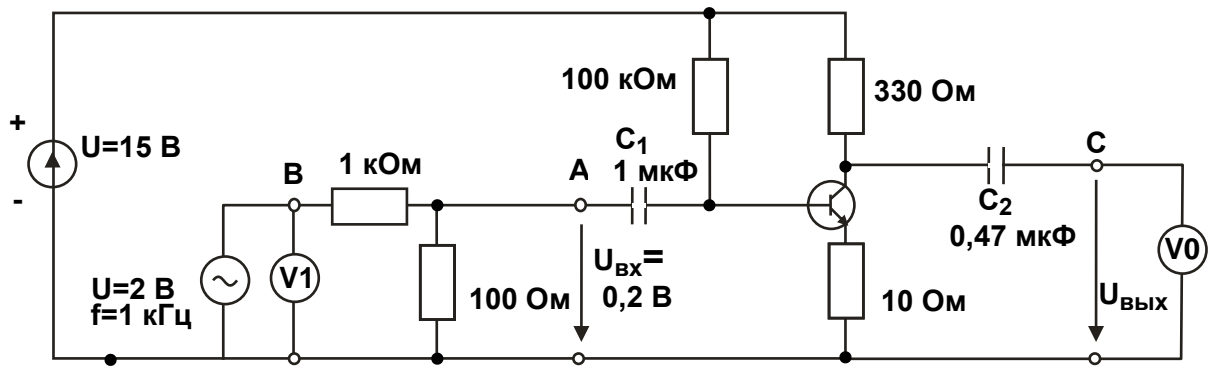 100 кОм
330 Ом
+
U=15 В
-
B
1 кОм
A
C1
1 мкФ
C
C2
0,47 мкФ
U=2 В
f=1 кГц
V1
100 Ом
Uвх=
0,2 В
10 Ом
Uвых
V0